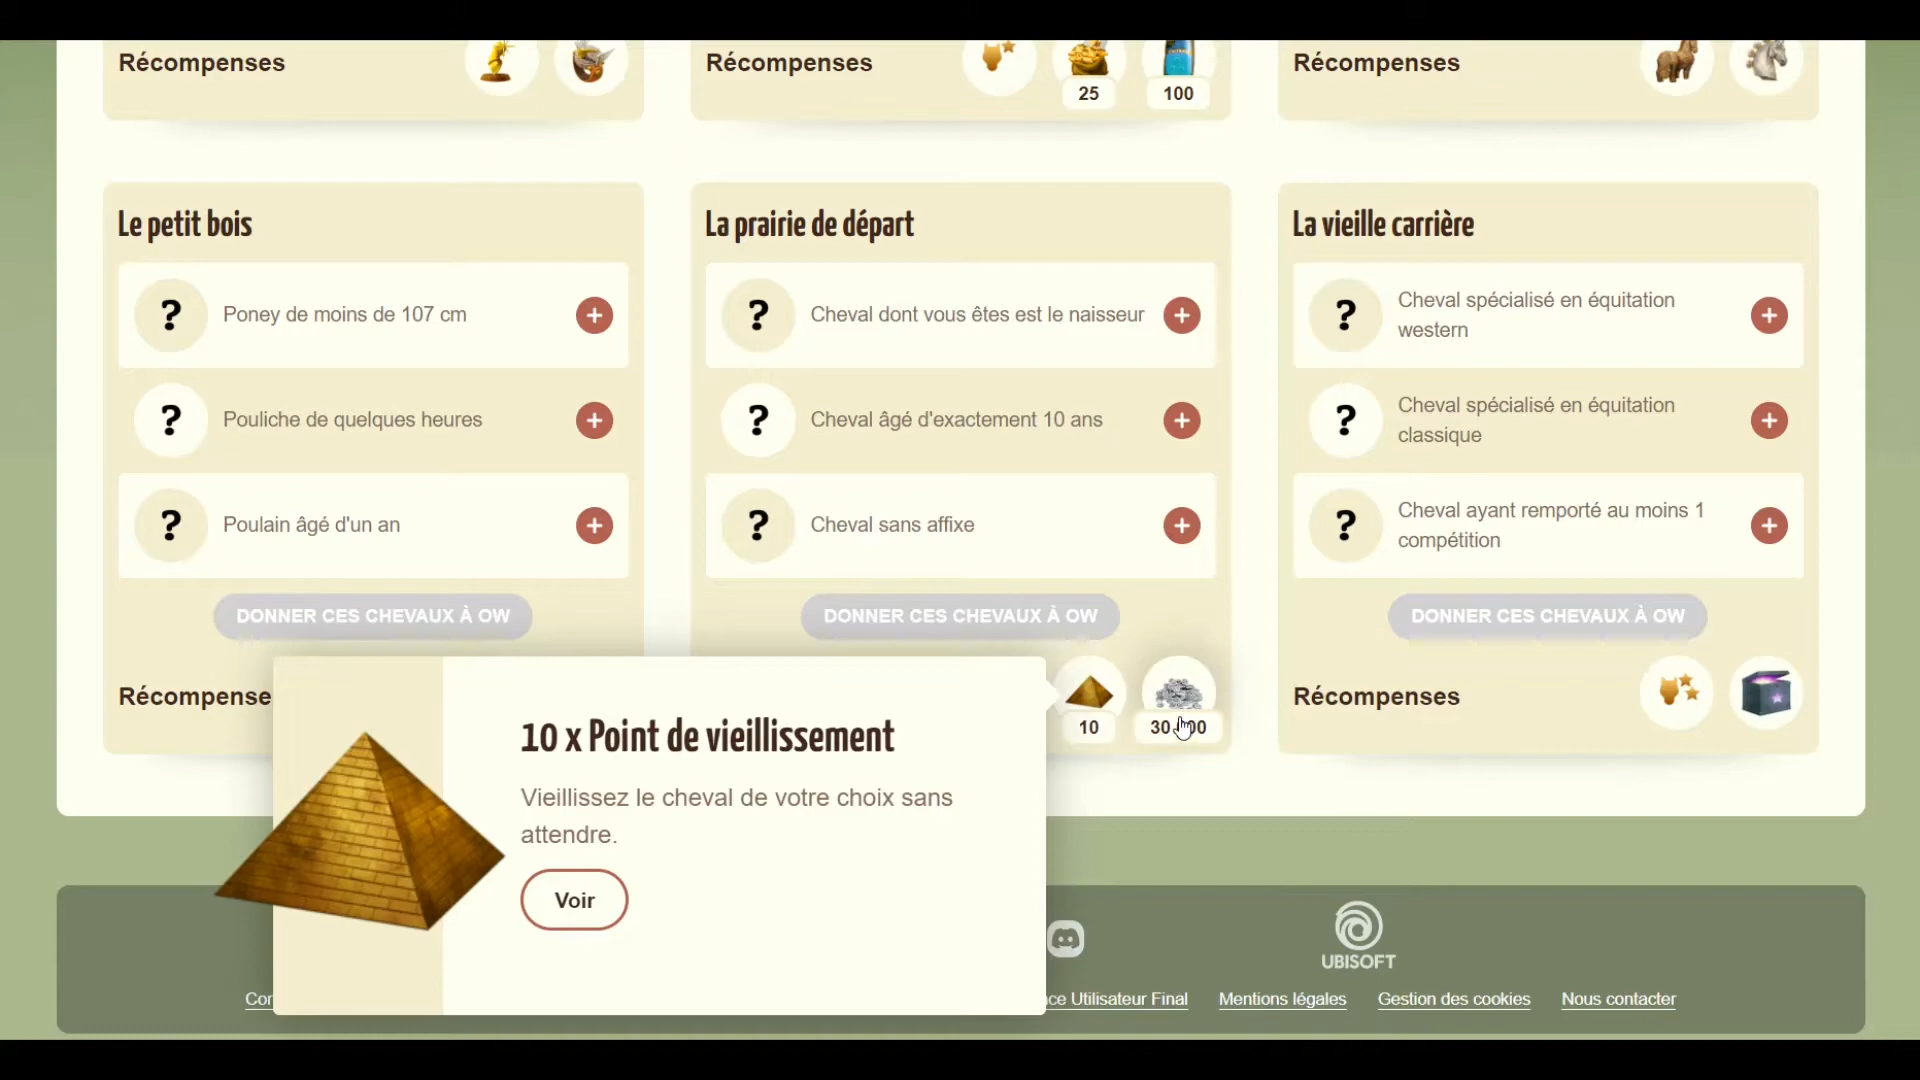 Récompenses
Récompenses
25
100
Récompenses
Le petit bois
? Poney de moins de 107 cm +
? Pouliche de quelques heures +
? Poulain âgé d'un an +
DONNER CES CHEVAUX À OW
Récompense
La prairie de départ
? Cheval dont vous êtes est le naisseur +
? Cheval âgé d'exactement 10 ans +
? Cheval sans affixe +
DONNER CES CHEVAUX À OW
10
La vieille carrière
? Cheval spécialisé en équitation
western +
? Cheval spécialisé en équitation
classique +
? Cheval ayant remporté au moins 1
compétition +
DONNER CES CHEVAUX À OW
Récompenses
10 x Point de vieillissement
Vieillissez le cheval de votre choix sans
attendre.
Voir
UBISOFT
Utilisateur Final
Mentions légales
Gestion des cookies
Nous contacter